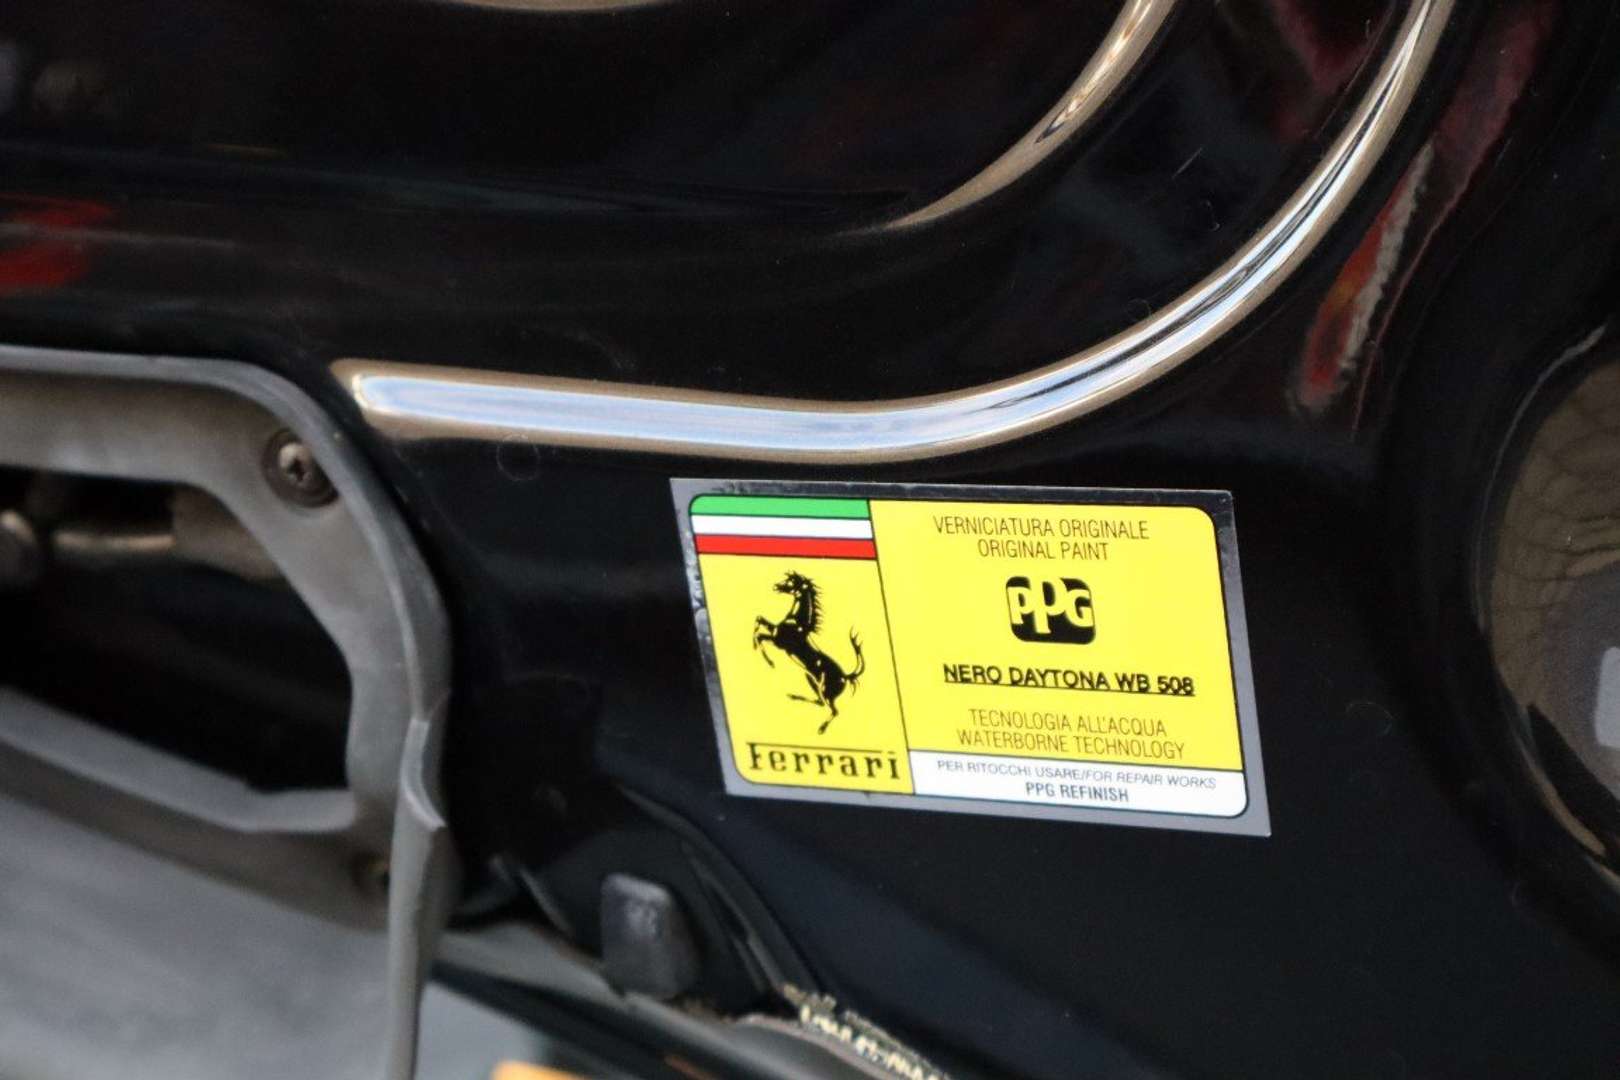 VERNICIATURA ORIGINALE
ORIGINAL PAINT
PPG
NERO DAYTONA WB 508
TECNOLOGIA ALL'ACQUA
WATERBORNE TECHNOLOGY
Ferrari
PER RITOCCHI USARE/FOR REPAIR WORKS
PPG REFINISH